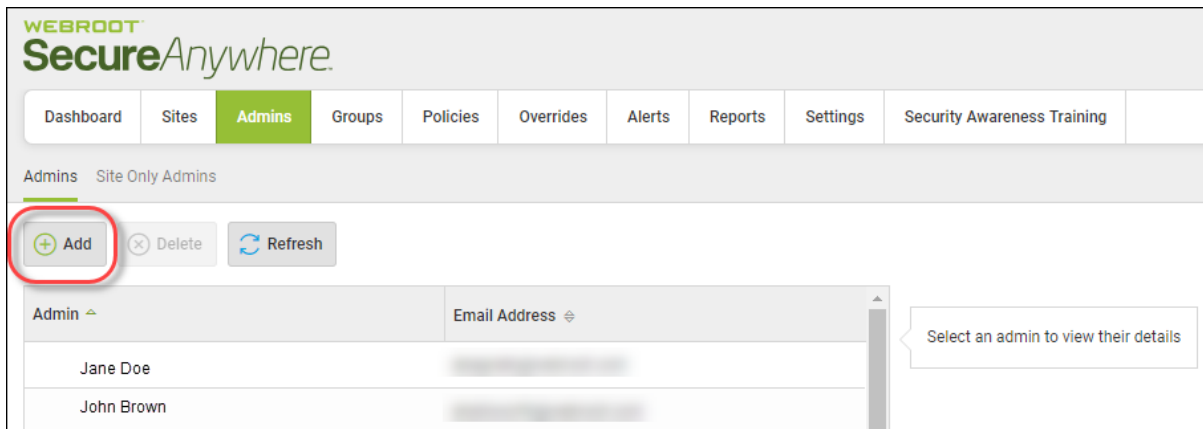 WEBROOT™
SecureAnywhere.
Dashboard Sites Admins Groups Policies Overrides Alerts Reports Settings Security Awareness Training
Admins Site Only Admins
Add Delete Refresh
Admin Email Address
Select an admin to view their details
Jane Doe
John Brown